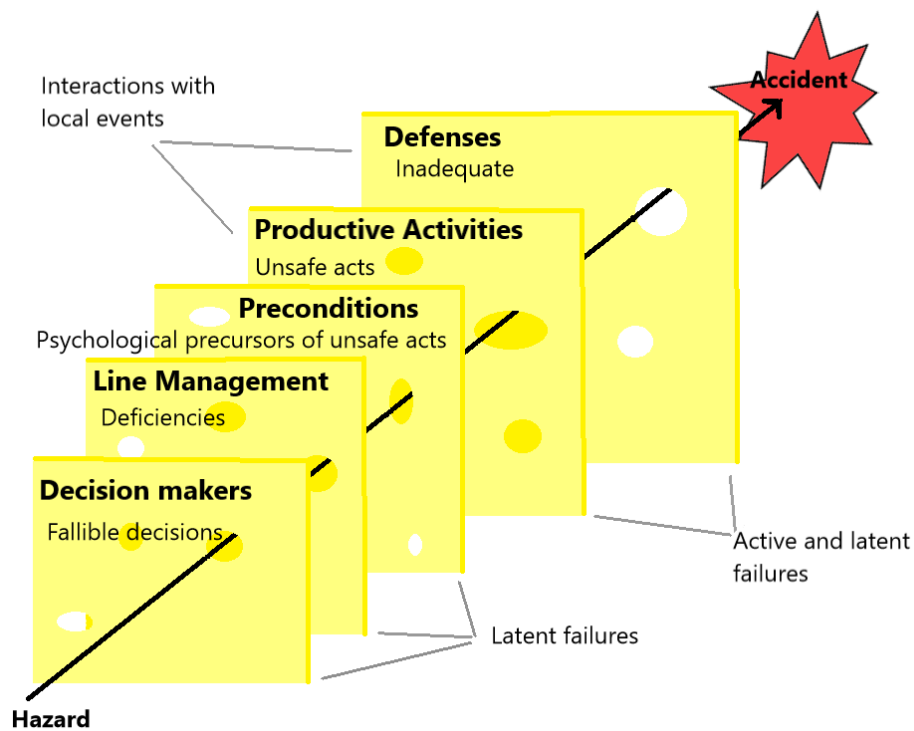 Accident
Interactions with
local events
Defenses
Inadequate
Productive Activities
Unsafe acts
Preconditions
Psychological precursors of unsafe acts
Line Management
Deficiencies
Decision makers
Fallible decisions
Active and latent
failures
Latent failures
Hazard